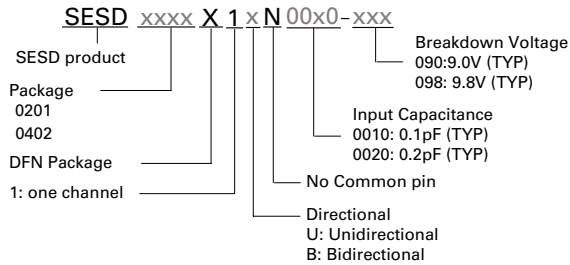 SESD xxxx X 1 x N 00x0-xxx
SESD product
Package
0201
0402
DFN Package
1: one channel
Breakdown Voltage
090:9.0V (TYP)
098: 9.8V (TYP)
Input Capacitance
0010: 0.1pF (TYP)
0020: 0.2pF (TYP)
No Common pin
Directional
U: Unidirectional
B: Bidirectional